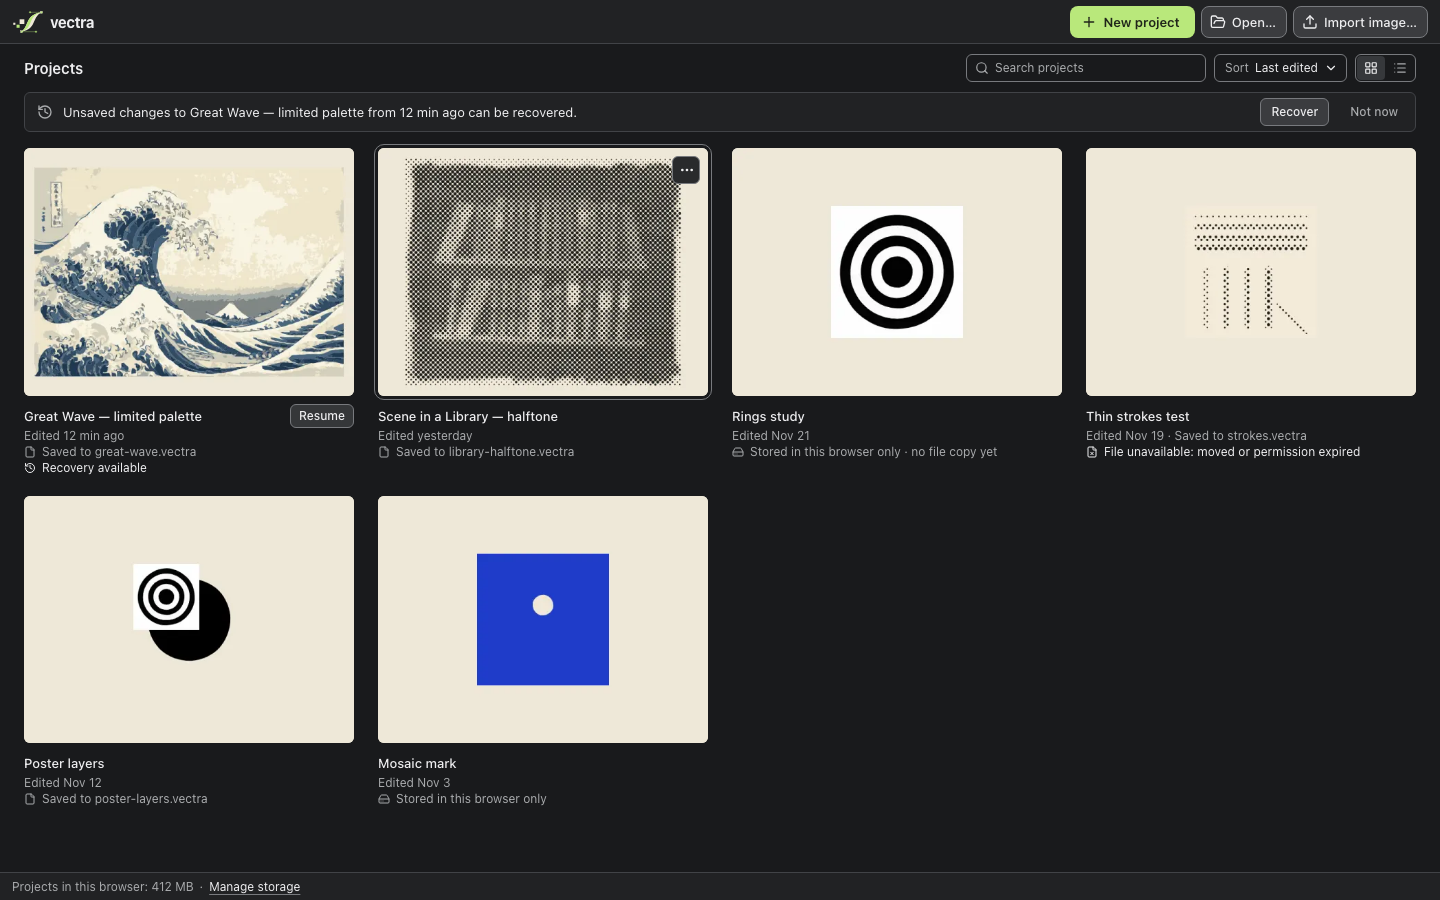 vectra
New project
Open...
Import image...
Projects
Search projects
Sort Last edited
Unsaved changes to Great Wave — limited palette from 12 min ago can be recovered.
Recover
Not now
Great Wave — limited palette
Resume
Edited 12 min ago
Saved to great-wave.vectra
Recovery available
Scene in a Library — halftone
Edited yesterday
Saved to library-halftone.vectra
Rings study
Edited Nov 21
Stored in this browser only · no file copy yet
Thin strokes test
Edited Nov 19 · Saved to strokes.vectra
File unavailable: moved or permission expired
Poster layers
Edited Nov 12
Saved to poster-layers.vectra
Mosaic mark
Edited Nov 3
Stored in this browser only
Projects in this browser: 412 MB · Manage storage